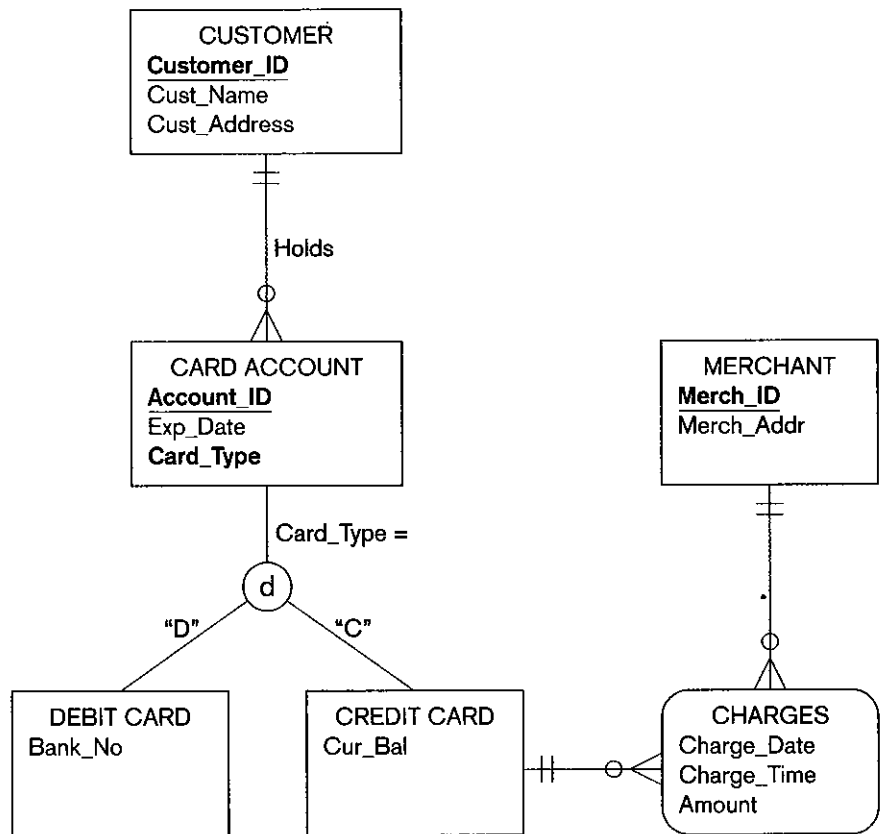 CUSTOMER
Customer_ID
Cust_Name
Cust_Address
Holds
CARD ACCOUNT
Account_ID
Exp_Date
Card_Type
MERCHANT
Merch_ID
Merch_Addr
Card_Type =
d
"D"
"C"
DEBIT CARD
Bank_No
CREDIT CARD
Cur_Bal
CHARGES
Charge_Date
Charge_Time
Amount